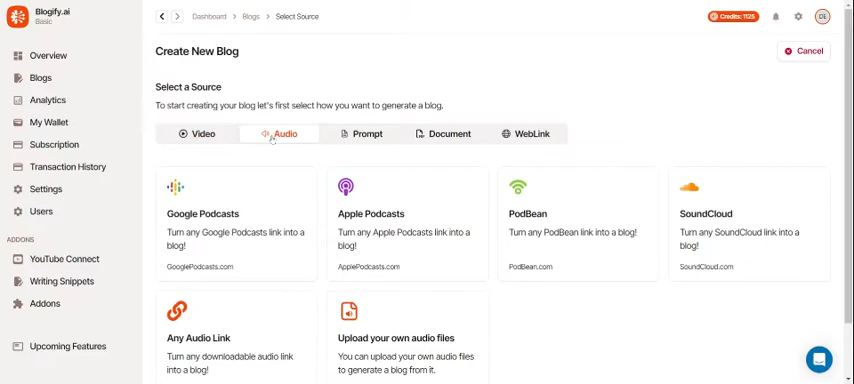 Blogify.ai
Basic
Dashboard > Blogs > Select Source
Credits: 1125
DE
Create New Blog
Cancel
Overview
Blogs
Analytics
My Wallet
Subscription
Transaction History
Settings
Users
ADDONS
YouTube Connect
Writing Snippets
Addons
Upcoming Features
Select a Source
To start creating your blog let's first select how you want to generate a blog.
Video
Audio
Prompt
Document
WebLink
Google Podcasts
Turn any Google Podcasts link into a
blog!
GooglePodcasts.com
Apple Podcasts
Turn any Apple Podcasts link into a
blog!
ApplePodcasts.com
PodBean
Turn any PodBean link into a blog!
PodBean.com
SoundCloud
Turn any SoundCloud link into a
blog!
SoundCloud.com
Any Audio Link
Turn any downloadable audio link
into a blog!
Upload your own audio files
You can upload your own audio files
to generate a blog from it.